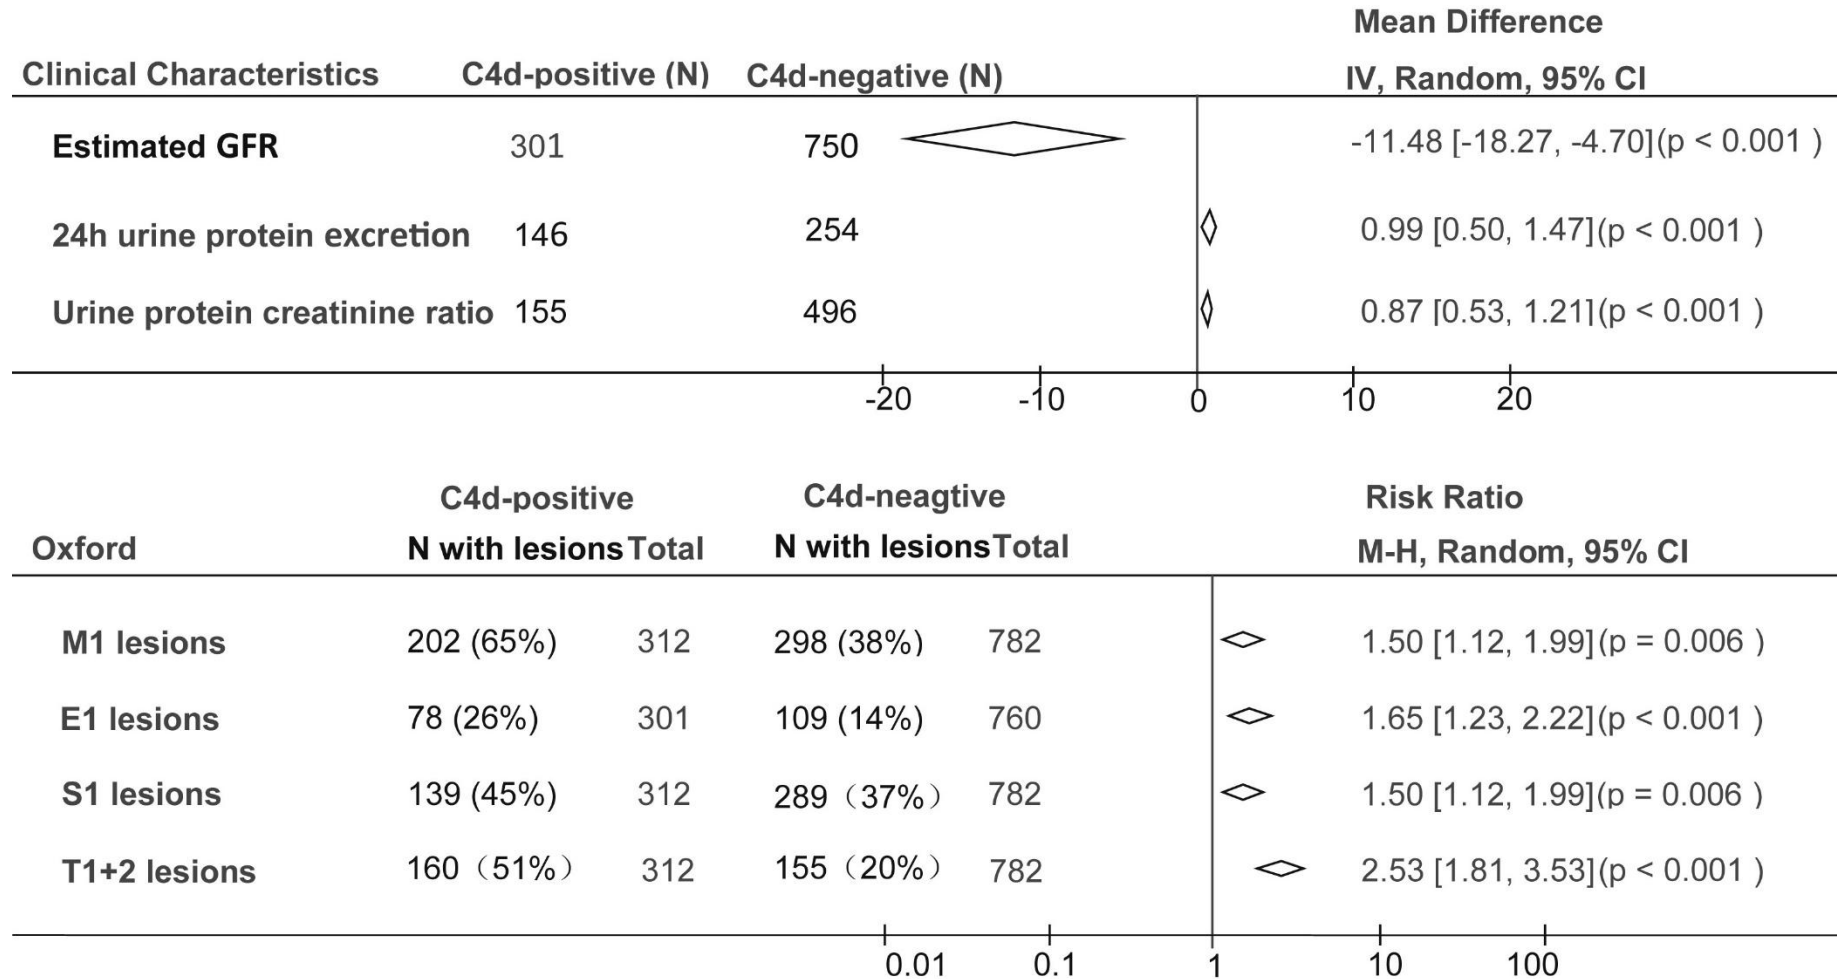 Mean Difference
Clinical Characteristics C4d-positive (N) C4d-negative (N) IV, Random, 95% CI
Estimated GFR 301 750 -11.48 [-18.27, -4.70](p < 0.001 )
24h urine protein excretion 146 254 0.99 [0.50, 1.47](p < 0.001 )
Urine protein creatinine ratio 155 496 0.87 [0.53, 1.21](p < 0.001 )
-20 -10 0 10 20
C4d-positive C4d-neagtive Risk Ratio
Oxford N with lesions Total N with lesions Total M-H, Random, 95% CI
M1 lesions 202 (65%) 312 298 (38%) 782 1.50 [1.12, 1.99](p = 0.006 )
E1 lesions 78 (26%) 301 109 (14%) 760 1.65 [1.23, 2.22](p < 0.001 )
S1 lesions 139 (45%) 312 289（37%） 782 1.50 [1.12, 1.99](p = 0.006 )
T1+2 lesions 160（51%） 312 155（20%） 782 2.53 [1.81, 3.53](p < 0.001 )
0.01 0.1 1 10 100